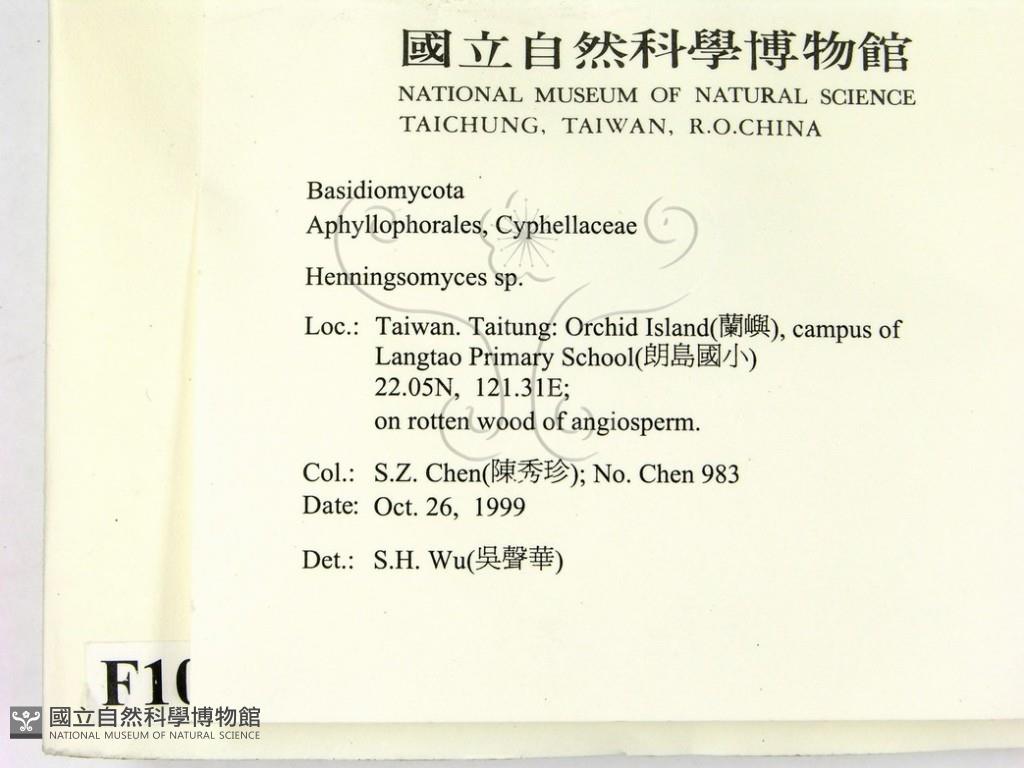 國立自然科學博物館
NATIONAL MUSEUM OF NATURAL SCIENCE
TAICHUNG, TAIWAN, R.O.CHINA
Basidiomycota
Aphyllophorales, Cyphellaceae
Henningsomyces sp.
Loc.: Taiwan. Taitung: Orchid Island(蘭嶼), campus of
Langtao Primary School(朗島國小)
22.05N, 121.31E;
on rotten wood of angiosperm.
Col.: S.Z. Chen(陳秀珍); No. Chen 983
Date: Oct. 26, 1999
Det.: S.H. Wu(吳聲華)
F10
國立自然科學博物館
NATIONAL MUSEUM OF NATURAL SCIENCE